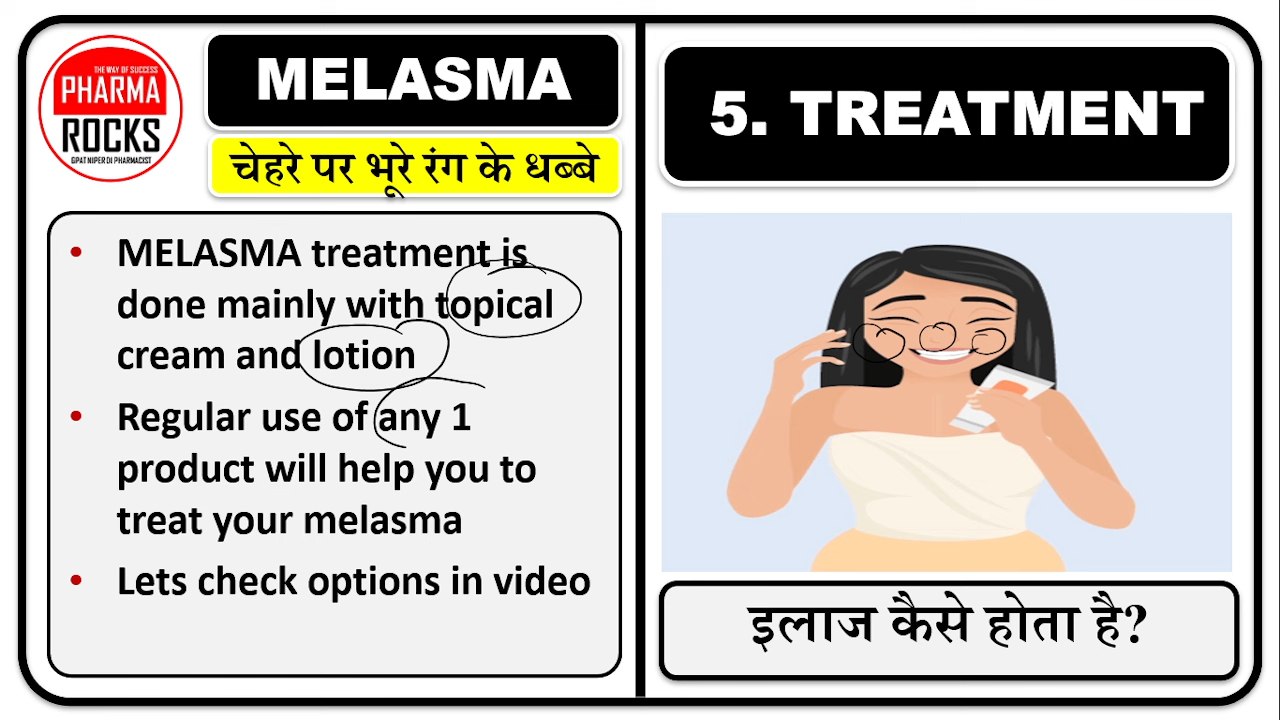 THE WAY OF SUCCESS
PHARMA
ROCKS
GPAT NIPER DI PHARMACIST
MELASMA
चेहरे पर भूरे रंग के धब्बे
• MELASMA treatment is
done mainly with topical
cream and lotion
• Regular use of any 1
product will help you to
treat your melasma
• Lets check options in video
5. TREATMENT
इलाज कैसे होता है?